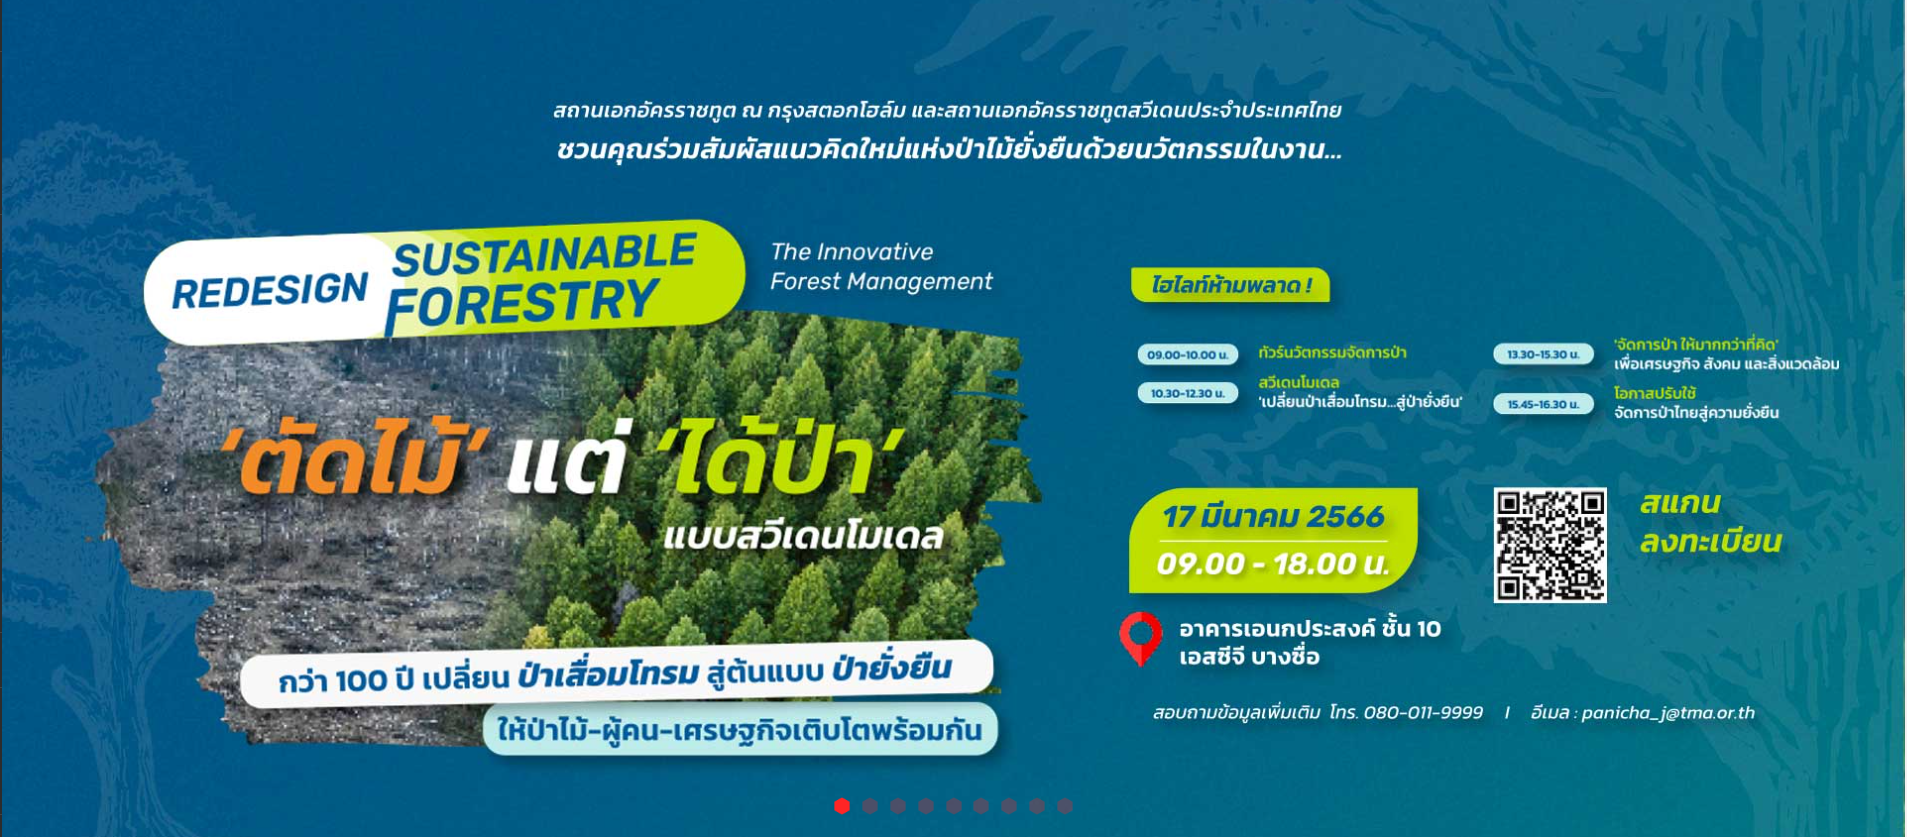 สถานเอกอัครราชทูต ณ กรุงสตอกโฮล์ม และสถานเอกอัครราชทูตสวีเดนประจำประเทศไทย
ชวนคุณร่วมสัมผัสแนวคิดใหม่แห่งป่าไม้ยั่งยืนด้วยนวัตกรรมในงาน...
REDESIGN SUSTAINABLE
FORESTRY
The Innovative
Forest Management
'ตัดไม้' แต่ 'ได้ป่า'
แบบสวีเดนโมเดล
กว่า 100 ปี เปลี่ยน ป่าเสื่อมโทรม สู่ต้นแบบ ป่ายั่งยืน
ให้ป่าไม้-ผู้คน-เศรษฐกิจเติบโตพร้อมกัน
ไฮไลท์ห้ามพลาด !
09.00-10.00 น. ทัวร์นวัตกรรมจัดการป่า
10.30-12.30 น. สวีเดนโมเดล
'เปลี่ยนป่าเสื่อมโทรม...สู่ป่ายั่งยืน'
13.30-15.30 น. 'จัดการป่า ให้มากกว่าที่คิด'
เพื่อเศรษฐกิจ สังคม และสิ่งแวดล้อม
15.45-16.30 น. โอกาสปรับใช้
จัดการป่าไทยสู่ความยั่งยืน
17 มีนาคม 2566
09.00 - 18.00 น.
สแกน
ลงทะเบียน
อาคารเอนกประสงค์ ชั้น 10
เอสซีจี บางซื่อ
สอบถามข้อมูลเพิ่มเติม โทร. 080-011-9999 | อีเมล : panicha_j@tma.or.th